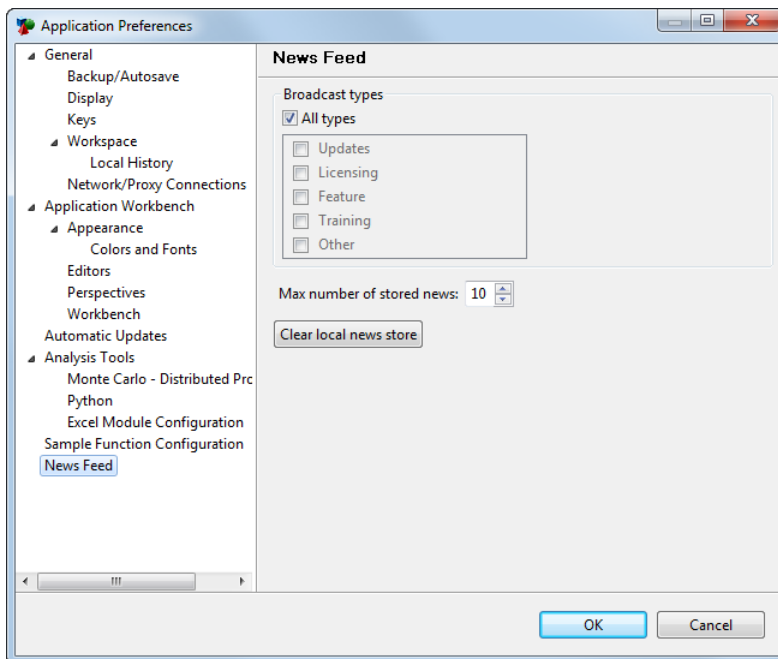 Application Preferences
General
Backup/Autosave
Display
Keys
Workspace
Local History
Network/Proxy Connections
Application Workbench
Appearance
Colors and Fonts
Editors
Perspectives
Workbench
Automatic Updates
Analysis Tools
Monte Carlo - Distributed Prc
Python
Excel Module Configuration
Sample Function Configuration
News Feed
News Feed
Broadcast types
All types
Updates
Licensing
Feature
Training
Other
Max number of stored news: 10
Clear local news store
OK
Cancel